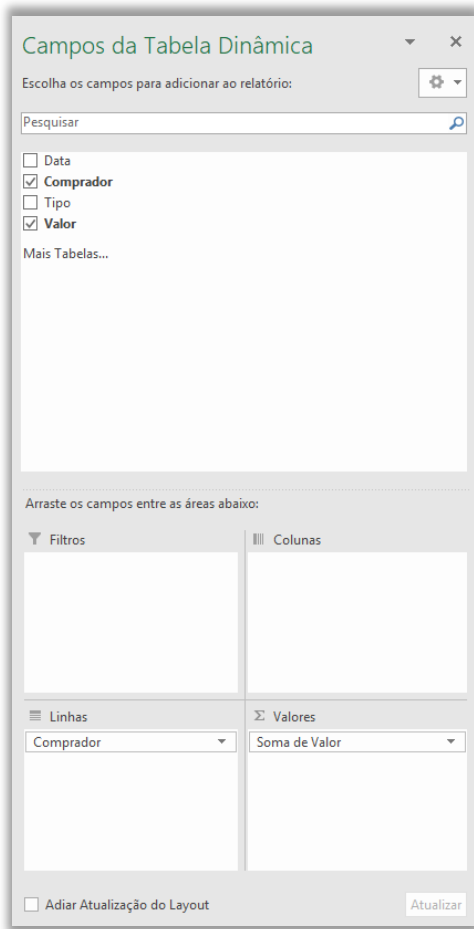 Campos da Tabela Dinâmica
Escolha os campos para adicionar ao relatório:
Pesquisar
Data
Comprador
Tipo
Valor
Mais Tabelas...
Arraste os campos entre as áreas abaixo:
Filtros
Colunas
Linhas
Σ Valores
Comprador
Soma de Valor
Adiar Atualização do Layout
Atualizar